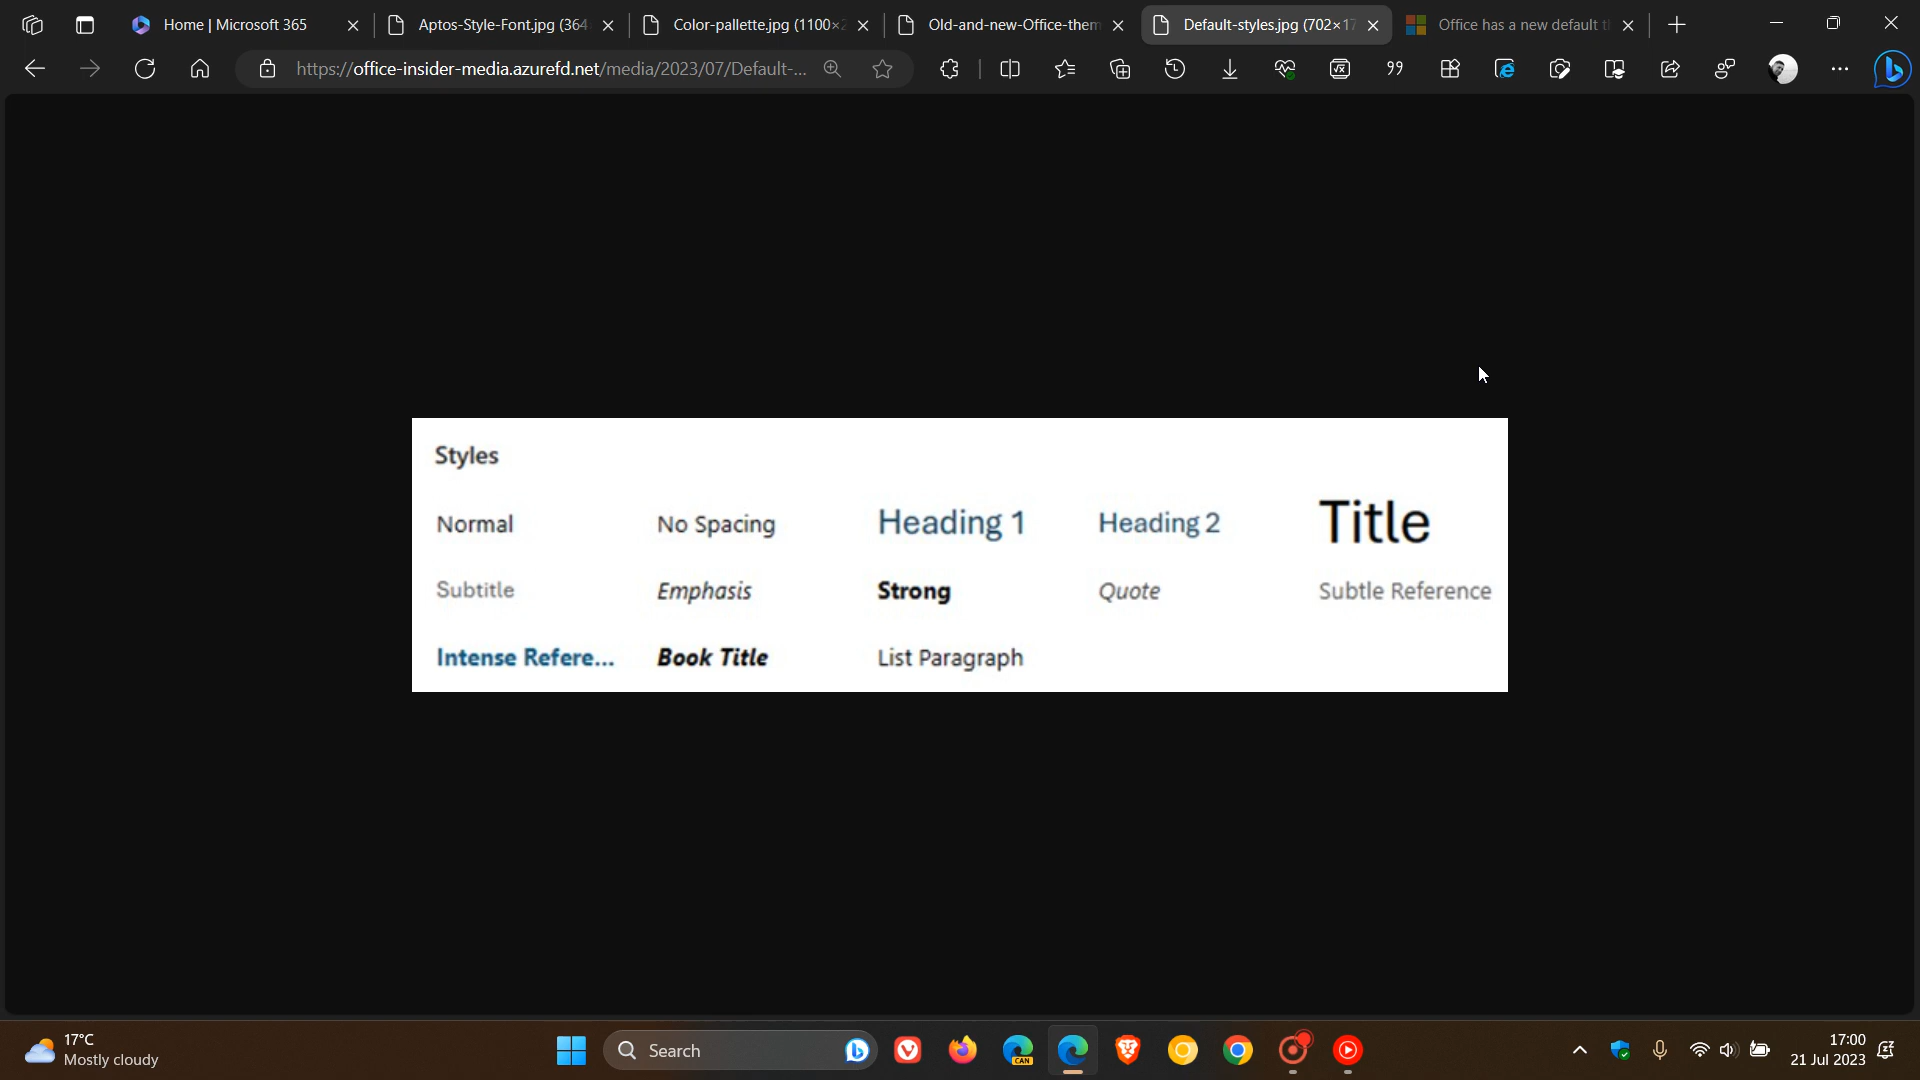 Home | Microsoft 365
Aptos-Style-Font.jpg (364
Color-pallette.jpg (1100×2
Old-and-new-Office-them
Default-styles.jpg (702×17
Office has a new default t
https://office-insider-media.azurefd.net/media/2023/07/Default-...
Styles
Normal No Spacing Heading 1 Heading 2 Title
Subtitle Emphasis Strong Quote Subtle Reference
Intense Refere... Book Title List Paragraph
17°C
Mostly cloudy
Search
CAN
17:00
21 Jul 2023